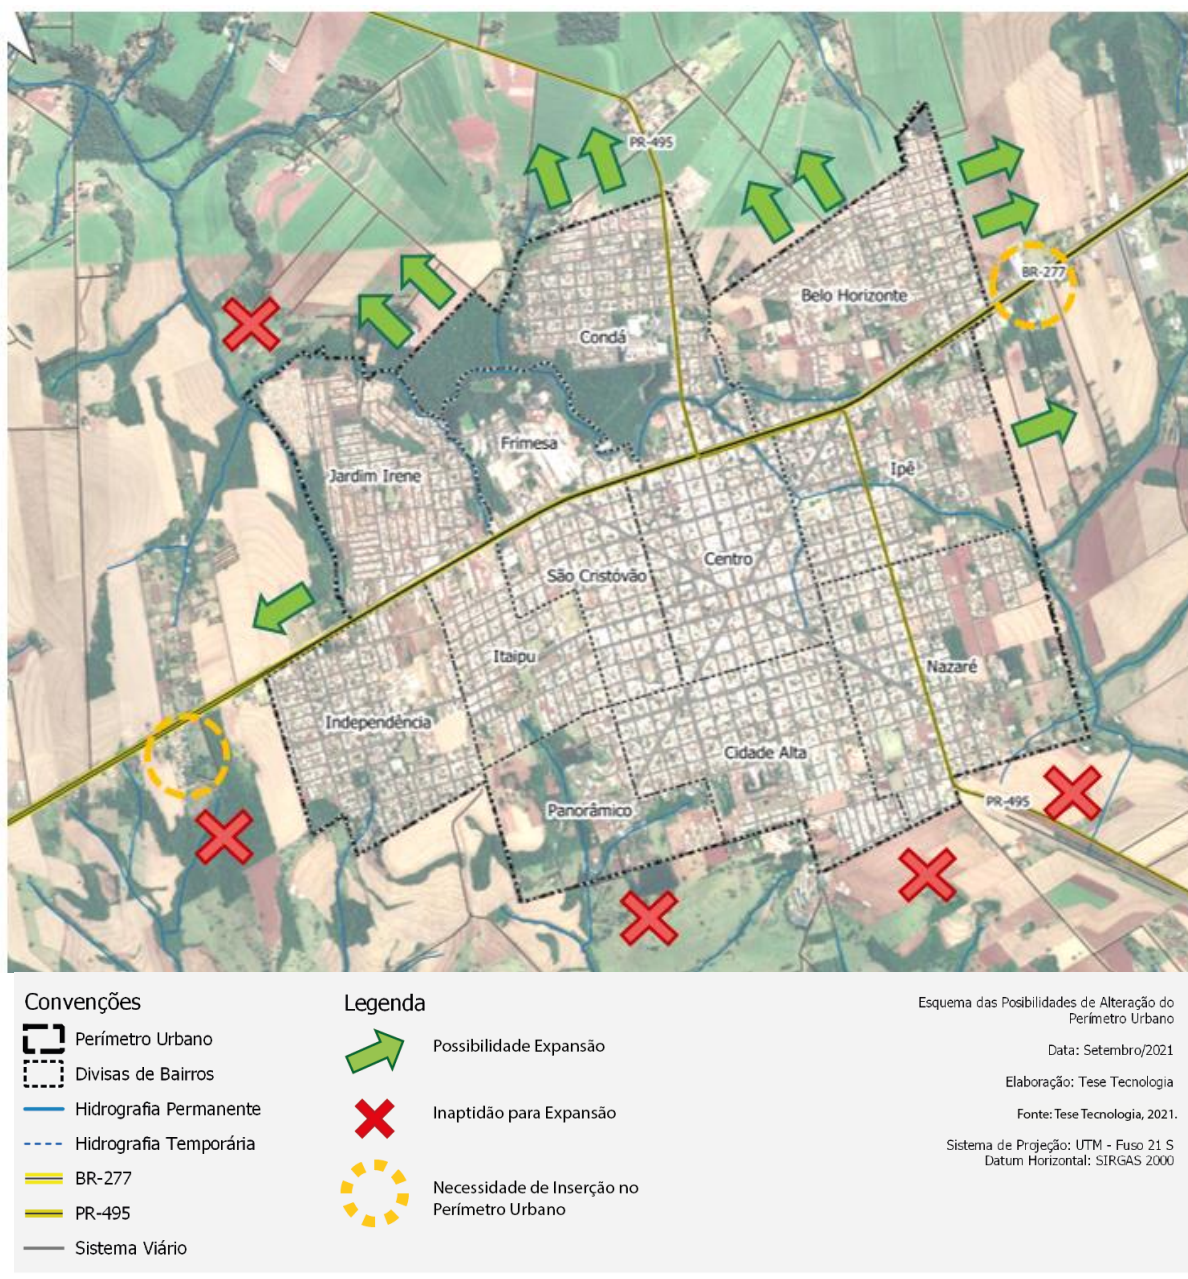 PR-495
BR-277
Belo Horizonte
Condá
Frimesa
Jardim Irene
Ipê
Centro
São Cristóvão
Itaipu
Nazaré
Independência
Cidade Alta
Panorâmico
PR-495
Convenções
Perímetro Urbano
Divisas de Bairros
Hidrografia Permanente
Hidrografia Temporária
BR-277
PR-495
Sistema Viário
Legenda
Possibilidade Expansão
Inaptidão para Expansão
Necessidade de Inserção no
Perímetro Urbano
Esquema das Posibilidades de Alteração do
Perímetro Urbano
Data: Setembro/2021
Elaboração: Tese Tecnologia
Fonte: Tese Tecnologia, 2021.
Sistema de Projeção: UTM - Fuso 21 S
Datum Horizontal: SIRGAS 2000